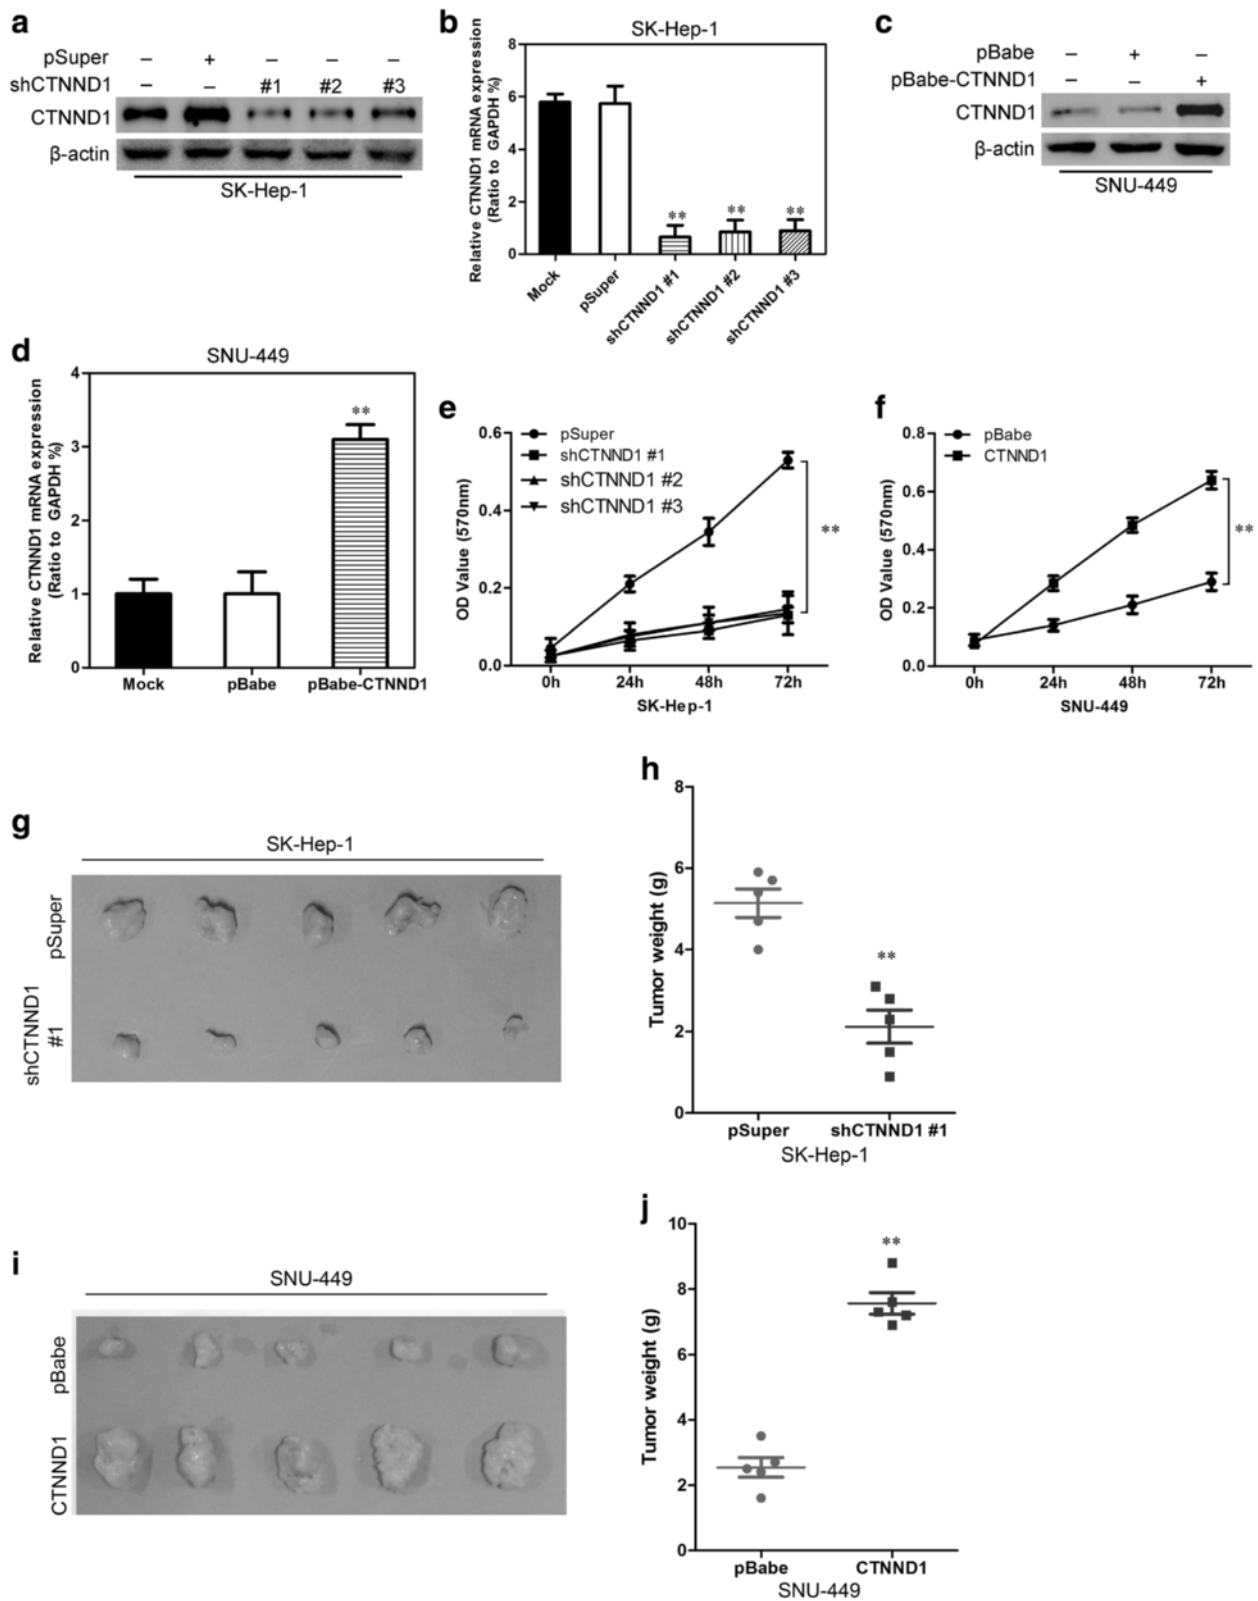 a
pSuper – + – – –
shCTNND1 – – #1 #2 #3
CTNND1
β-actin
SK-Hep-1
b
SK-Hep-1
Relative CTNND1 mRNA expression
(Ratio to GAPDH %)
8
6
4
2
0
** ** **
Mock pSuper shCTNND1 #1 shCTNND1 #2 shCTNND1 #3
c
pBabe – + –
pBabe-CTNND1 – – +
CTNND1
β-actin
SNU-449
d
SNU-449
Relative CTNND1 mRNA expression
(Ratio to GAPDH %)
4
3
2
1
0
**
Mock pBabe pBabe-CTNND1
e
OD Value (570nm)
0.6
0.4
0.2
0.0
pSuper
shCTNND1 #1
shCTNND1 #2
shCTNND1 #3
**
0h 24h 48h 72h
SK-Hep-1
f
OD Value (570nm)
0.8
0.6
0.4
0.2
0.0
pBabe
CTNND1
**
0h 24h 48h 72h
SNU-449
g
SK-Hep-1
pSuper
shCTNND1
#1
h
Tumor weight (g)
8
6
4
2
0
**
pSuper shCTNND1 #1
SK-Hep-1
i
SNU-449
pBabe
CTNND1
j
Tumor weight (g)
10
8
6
4
2
0
**
pBabe CTNND1
SNU-449